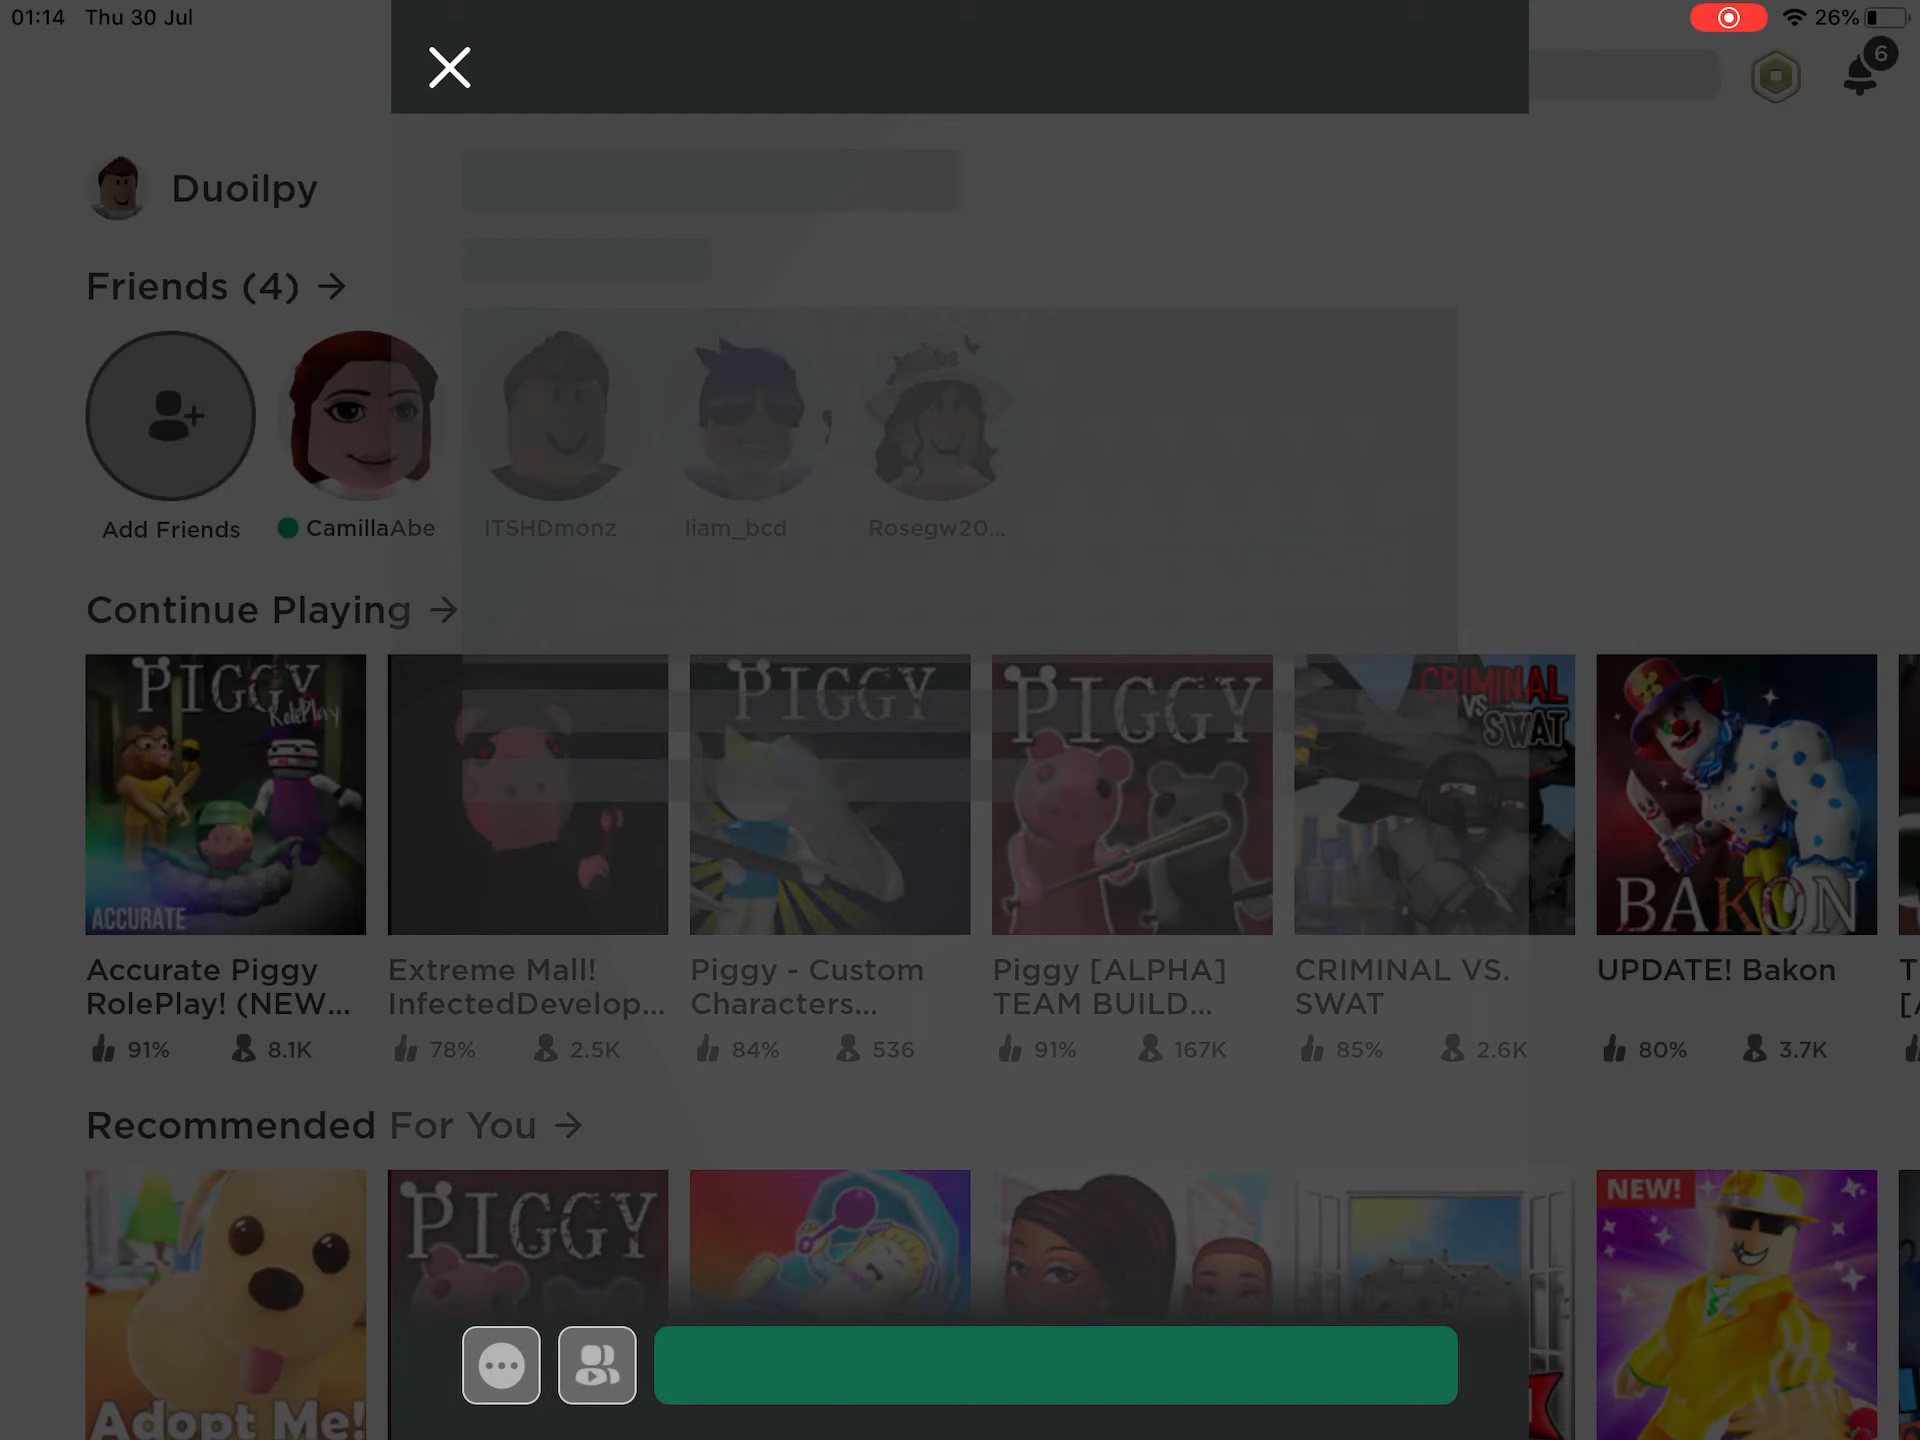 01:14 Thu 30 Jul
26%
6
Duoilpy
Friends (4) →
Add Friends
CamillaAbe
ITSHDmonz
liam_bcd
Rosegw20...
Continue Playing →
PIGGY
RolePlay
ACCURATE
PIGGY
PIGGY
CRIMINAL
VS
SWAT
BAKON
Accurate Piggy
RolePlay! (NEW...
91% 8.1K
Extreme Mall!
InfectedDevelop...
78% 2.5K
Piggy - Custom
Characters...
84% 536
Piggy [ALPHA]
TEAM BUILD...
91% 167K
CRIMINAL VS.
SWAT
85% 2.6K
UPDATE! Bakon
80% 3.7K
T
[A
Recommended For You →
Adopt Me!
PIGGY
NEW!